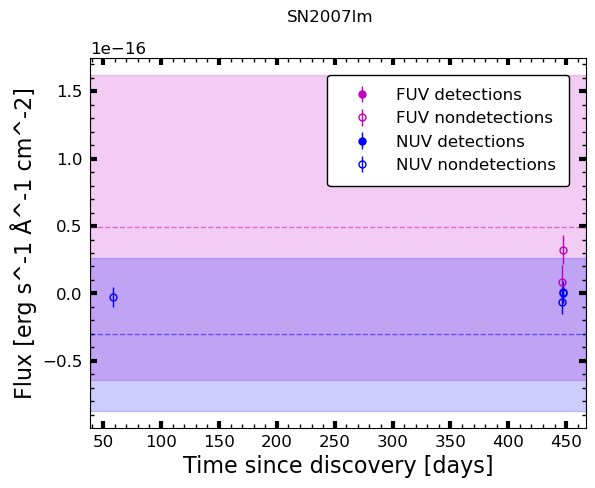 SN2007lm
1e−16
1.5
1.0
0.5
0.0
−0.5
Flux [erg s^-1 Å^-1 cm^-2]
FUV detections
FUV nondetections
NUV detections
NUV nondetections
50 100 150 200 250 300 350 400 450
Time since discovery [days]